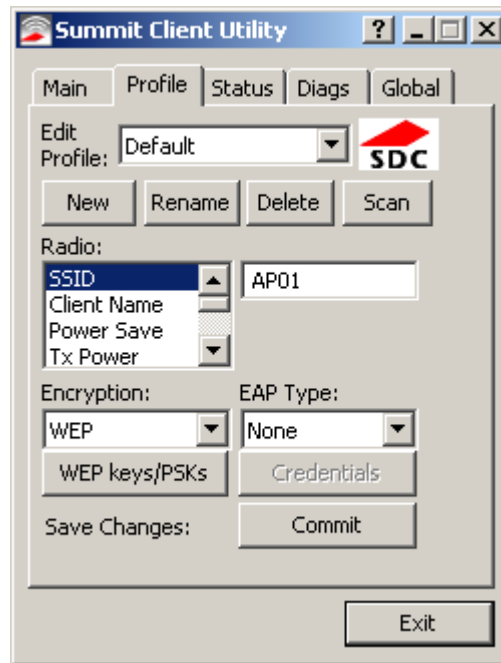 Summit Client Utility ?
Main Profile Status Diags Global
Edit
Profile: Default SDC
New Rename Delete Scan
Radio:
SSID AP01
Client Name
Power Save
Tx Power
Encryption: EAP Type:
WEP None
WEP keys/PSKs Credentials
Save Changes: Commit
Exit